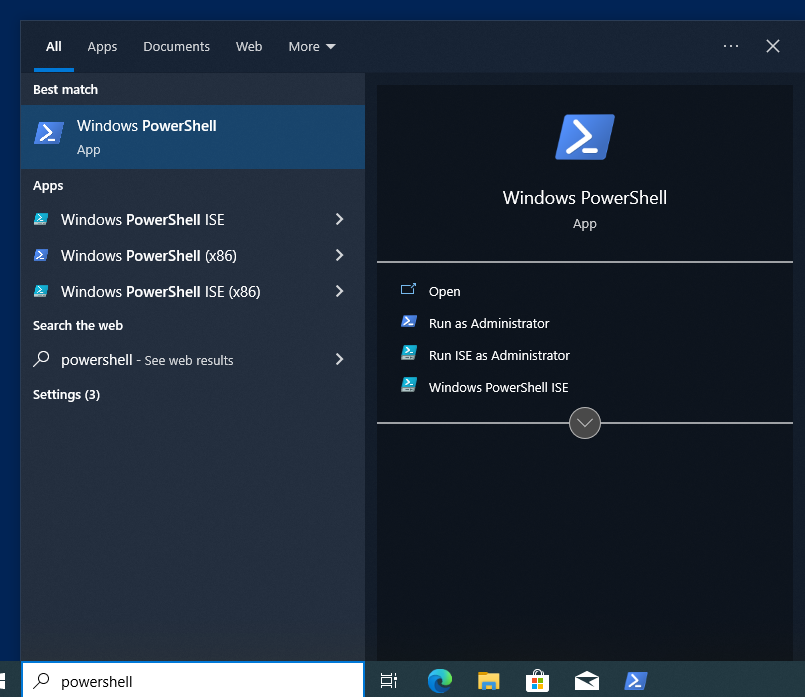 All Apps Documents Web More
Best match
Windows PowerShell
App
Apps
Windows PowerShell ISE
Windows PowerShell (x86)
Windows PowerShell ISE (x86)
Search the web
powershell - See web results
Settings (3)
Windows PowerShell
App
Open
Run as Administrator
Run ISE as Administrator
Windows PowerShell ISE
powershell